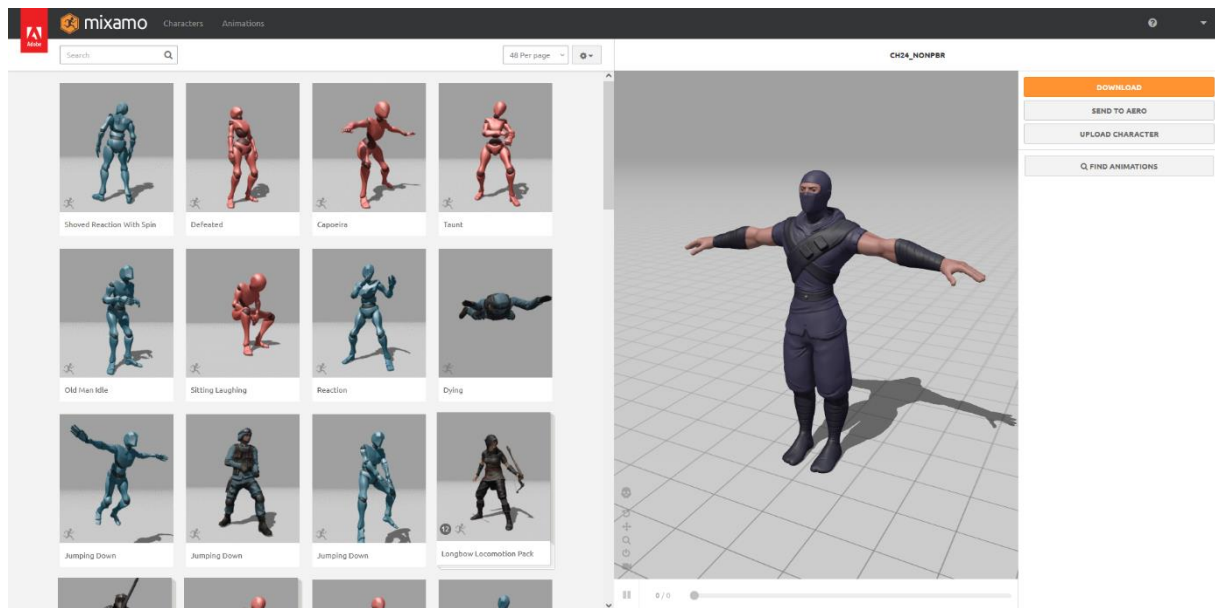 Adobe
mixamo Characters Animations
Search
48 Per page
CH24_NONPBR
DOWNLOAD
SEND TO AERO
UPLOAD CHARACTER
FIND ANIMATIONS
Shoved Reaction With Spin
Defeated
Capoeira
Taunt
Old Man Idle
Sitting Laughing
Reaction
Dying
Jumping Down
Jumping Down
Jumping Down
12
Longbow Locomotion Pack
0 / 0